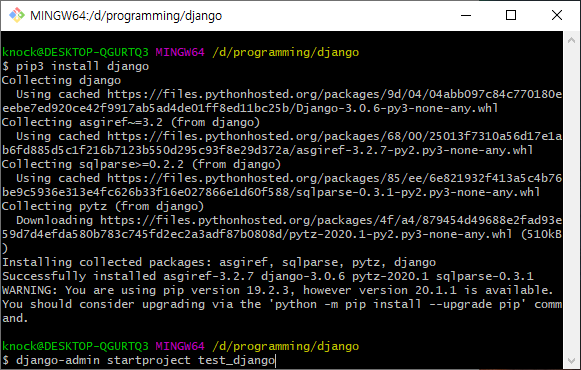 MINGW64:/d/programming/django
knock@DESKTOP-QGURTQ3 MINGW64 /d/programming/django
$ pip3 install django
Collecting django
  Using cached https://files.pythonhosted.org/packages/9d/04/04abb097c84c770180e
eebe7ed920ce42f9917ab5ad4de01ff8ed11bc25b/Django-3.0.6-py3-none-any.whl
Collecting asgiref~=3.2 (from django)
  Using cached https://files.pythonhosted.org/packages/68/00/25013f7310a56d17e1a
b6fd885d5c1f216b7123b550d295c93f8e29d372a/asgiref-3.2.7-py2.py3-none-any.whl
Collecting sqlparse>=0.2.2 (from django)
  Using cached https://files.pythonhosted.org/packages/85/ee/6e821932f413a5c4b76
be9c5936e313e4fc626b33f16e027866e1d60f588/sqlparse-0.3.1-py2.py3-none-any.whl
Collecting pytz (from django)
  Downloading https://files.pythonhosted.org/packages/4f/a4/879454d49688e2fad93e
59d7d4efda580b783c745fd2ec2a3adf87b0808d/pytz-2020.1-py2.py3-none-any.whl (510kB
)
Installing collected packages: asgiref, sqlparse, pytz, django
Successfully installed asgiref-3.2.7 django-3.0.6 pytz-2020.1 sqlparse-0.3.1
WARNING: You are using pip version 19.2.3, however version 20.1.1 is available.
You should consider upgrading via the 'python -m pip install --upgrade pip' comm
and.
knock@DESKTOP-QGURTQ3 MINGW64 /d/programming/django
$ django-admin startproject test_django